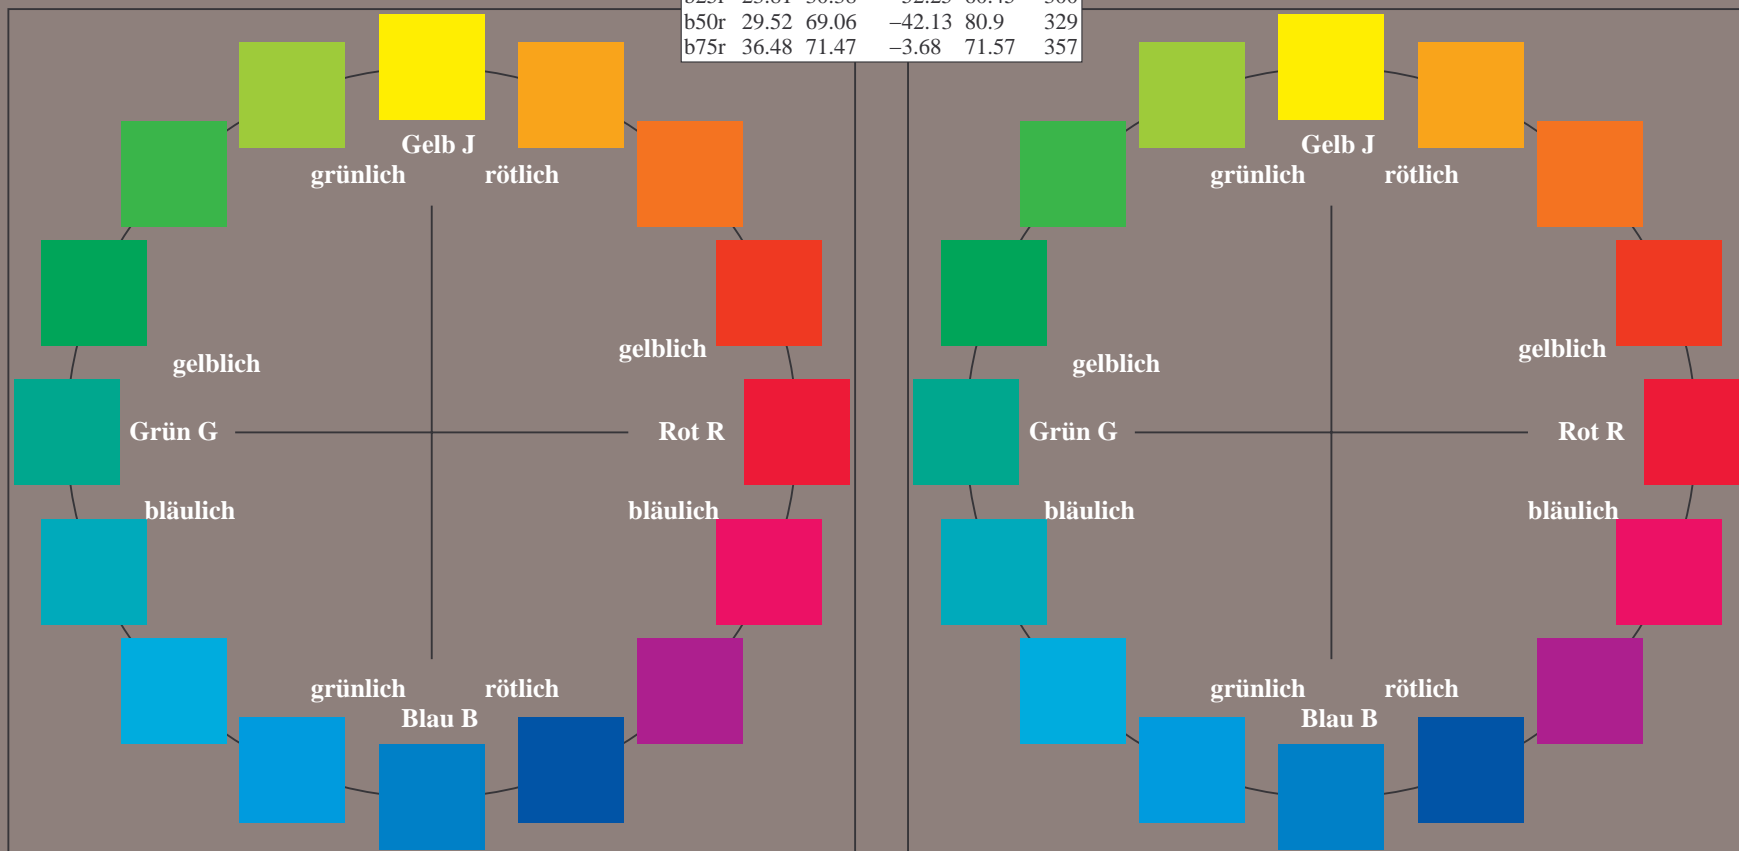 b50r 29.52 69.06 −42.13 80.9 329
b75r 36.48 71.47 −3.68 71.57 357
Gelb J
grünlich rötlich
gelblich
gelblich
Grün G
Rot R
bläulich
bläulich
grünlich rötlich
Blau B
Gelb J
grünlich rötlich
gelblich
gelblich
Grün G
Rot R
bläulich
bläulich
grünlich rötlich
Blau B